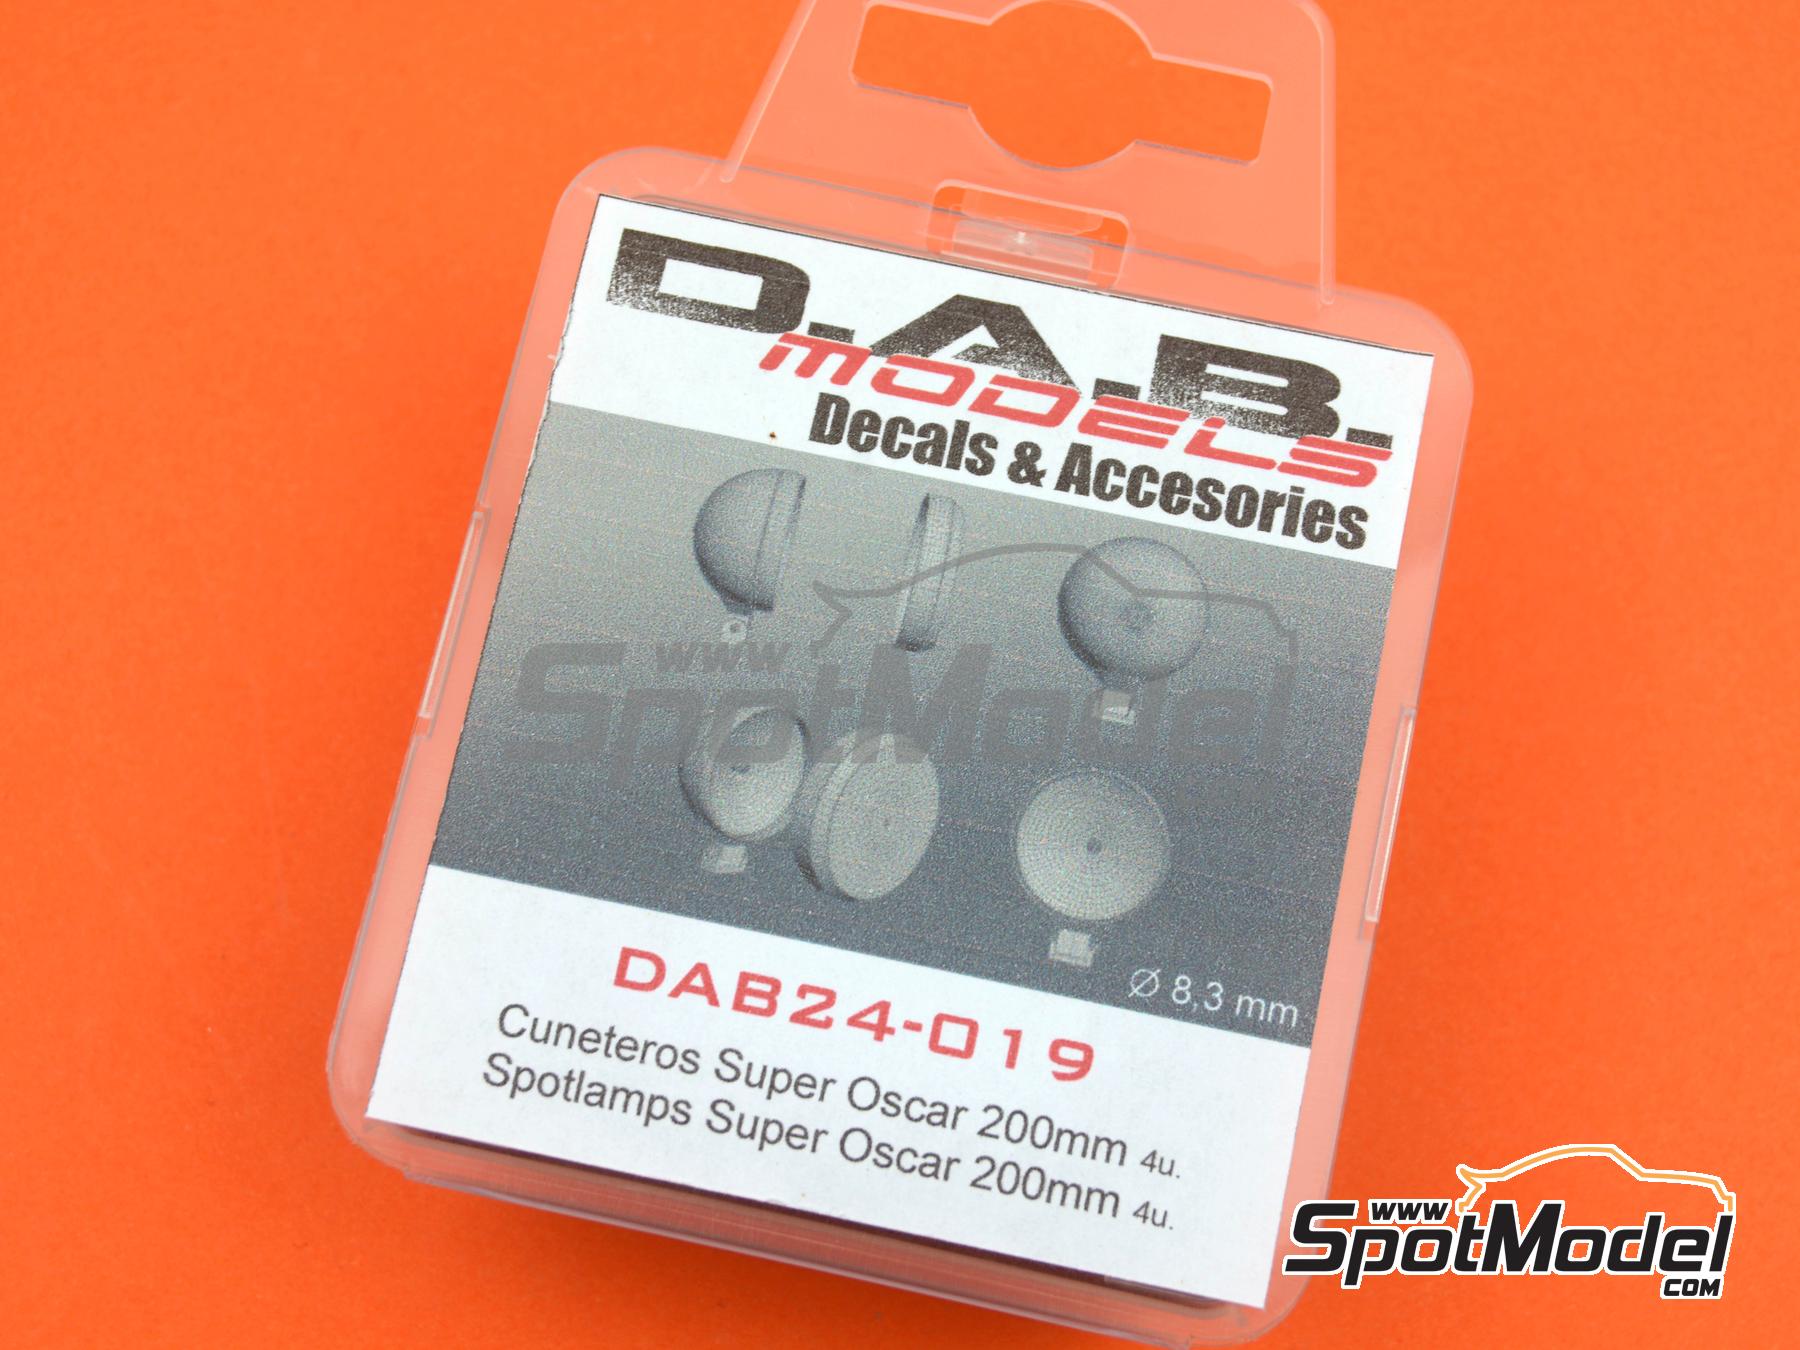 D.A.B.
MODELS
Decals & Accesories
www
SpotModel
Ø 8,3 mm
DAB24-019
Cuneteros Super Oscar 200mm 4u.
Spotlamps Super Oscar 200mm 4u.
www
SpotModel
.COM